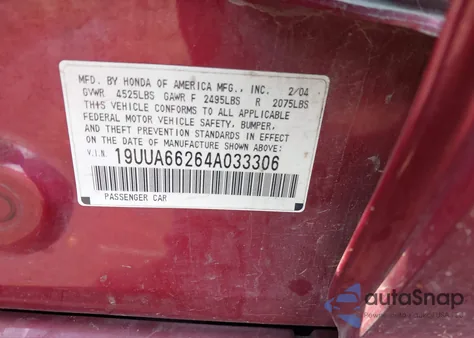 MFD. BY HONDA OF AMERICA MFG., INC. 2/04
GVWR 4525LBS GAWR F 2495LBS R 2075LBS
THIS VEHICLE CONFORMS TO ALL APPLICABLE
FEDERAL MOTOR VEHICLE SAFETY, BUMPER,
AND THEFT PREVENTION STANDARDS IN EFFECT
ON THE DATE OF MANUFACTURE SHOWN ABOVE:
V.I.N. 19UUA66264A033306
PASSENGER CAR
autoSnap